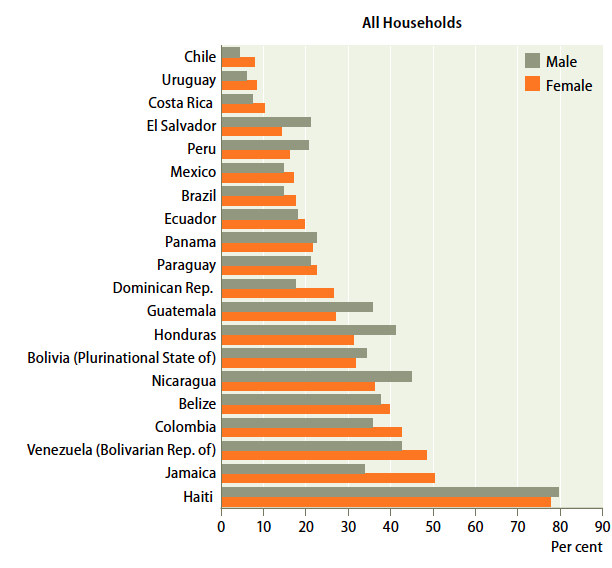 All Households
Male
Female
Chile
Uruguay
Costa Rica
El Salvador
Peru
Mexico
Brazil
Ecuador
Panama
Paraguay
Dominican Rep.
Guatemala
Honduras
Bolivia (Plurinational State of)
Nicaragua
Belize
Colombia
Venezuela (Bolivarian Rep. of)
Jamaica
Haiti
0 10 20 30 40 50 60 70 80 90
Per cent